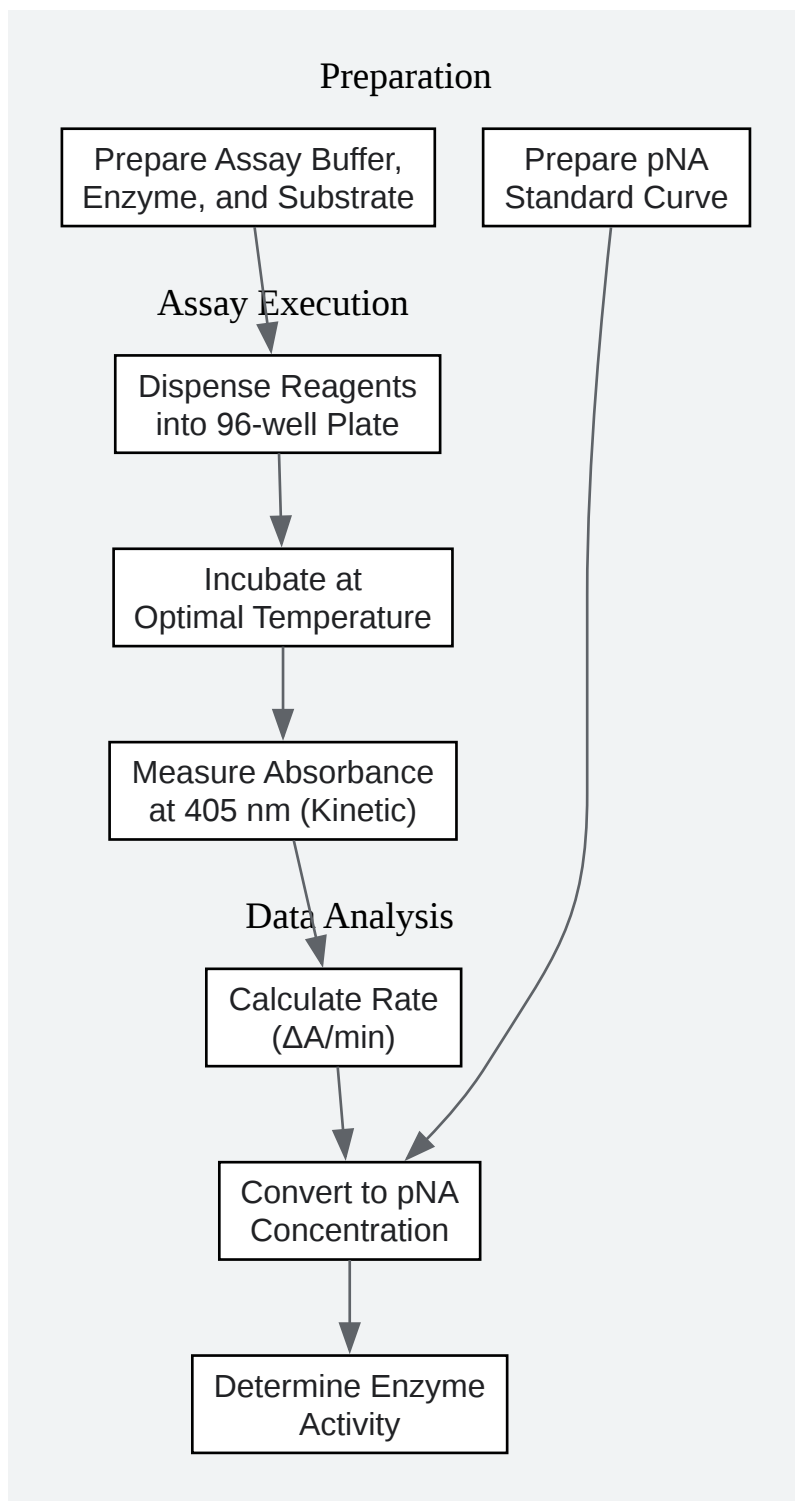 Preparation
Prepare Assay Buffer,
Enzyme, and Substrate
Prepare pNA
Standard Curve
Assay Execution
Dispense Reagents
into 96-well Plate
Incubate at
Optimal Temperature
Measure Absorbance
at 405 nm (Kinetic)
Data Analysis
Calculate Rate
(ΔA/min)
Convert to pNA
Concentration
Determine Enzyme
Activity